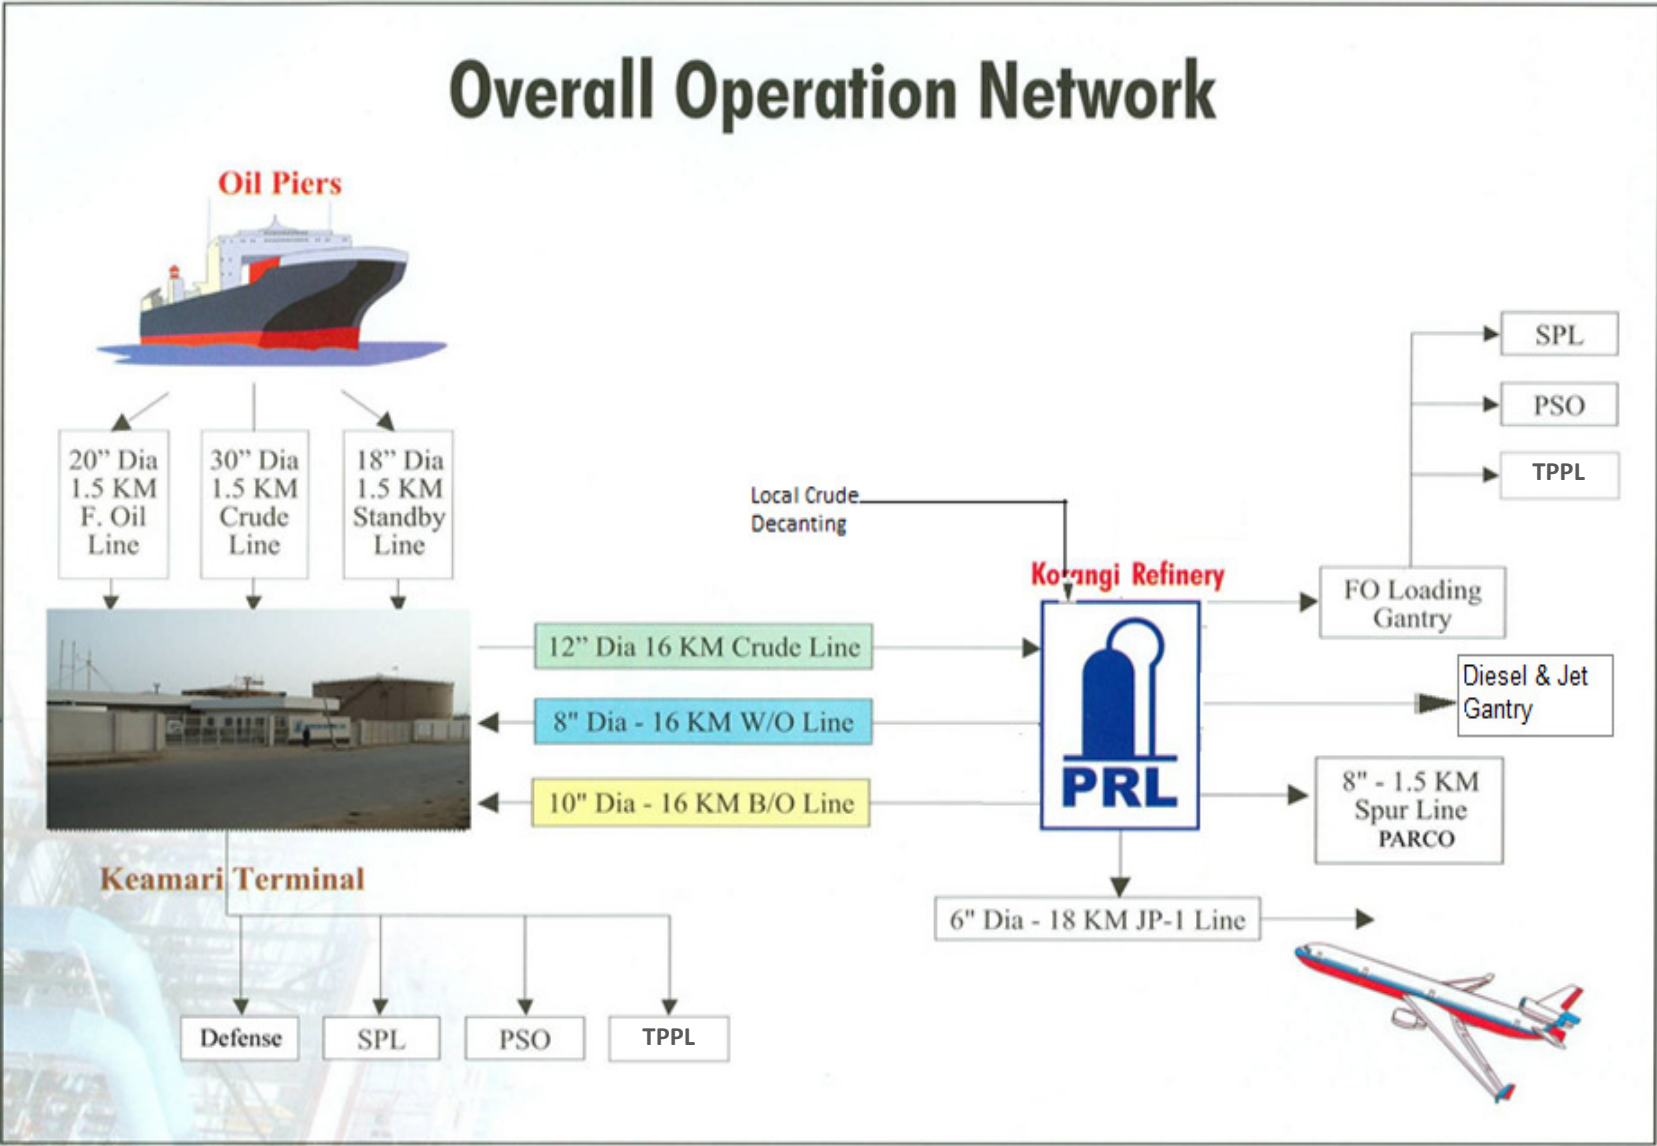 Overall Operation Network
Oil Piers
20” Dia
1.5 KM
F. Oil
Line
30” Dia
1.5 KM
Crude
Line
18” Dia
1.5 KM
Standby
Line
Local Crude
Decanting
Korangi Refinery
PRL
12” Dia 16 KM Crude Line
8" Dia - 16 KM W/O Line
10" Dia - 16 KM B/O Line
SPL
PSO
TPPL
FO Loading
Gantry
Diesel & Jet
Gantry
8" - 1.5 KM
Spur Line
PARCO
6" Dia - 18 KM JP-1 Line
Keamari Terminal
Defense
SPL
PSO
TPPL